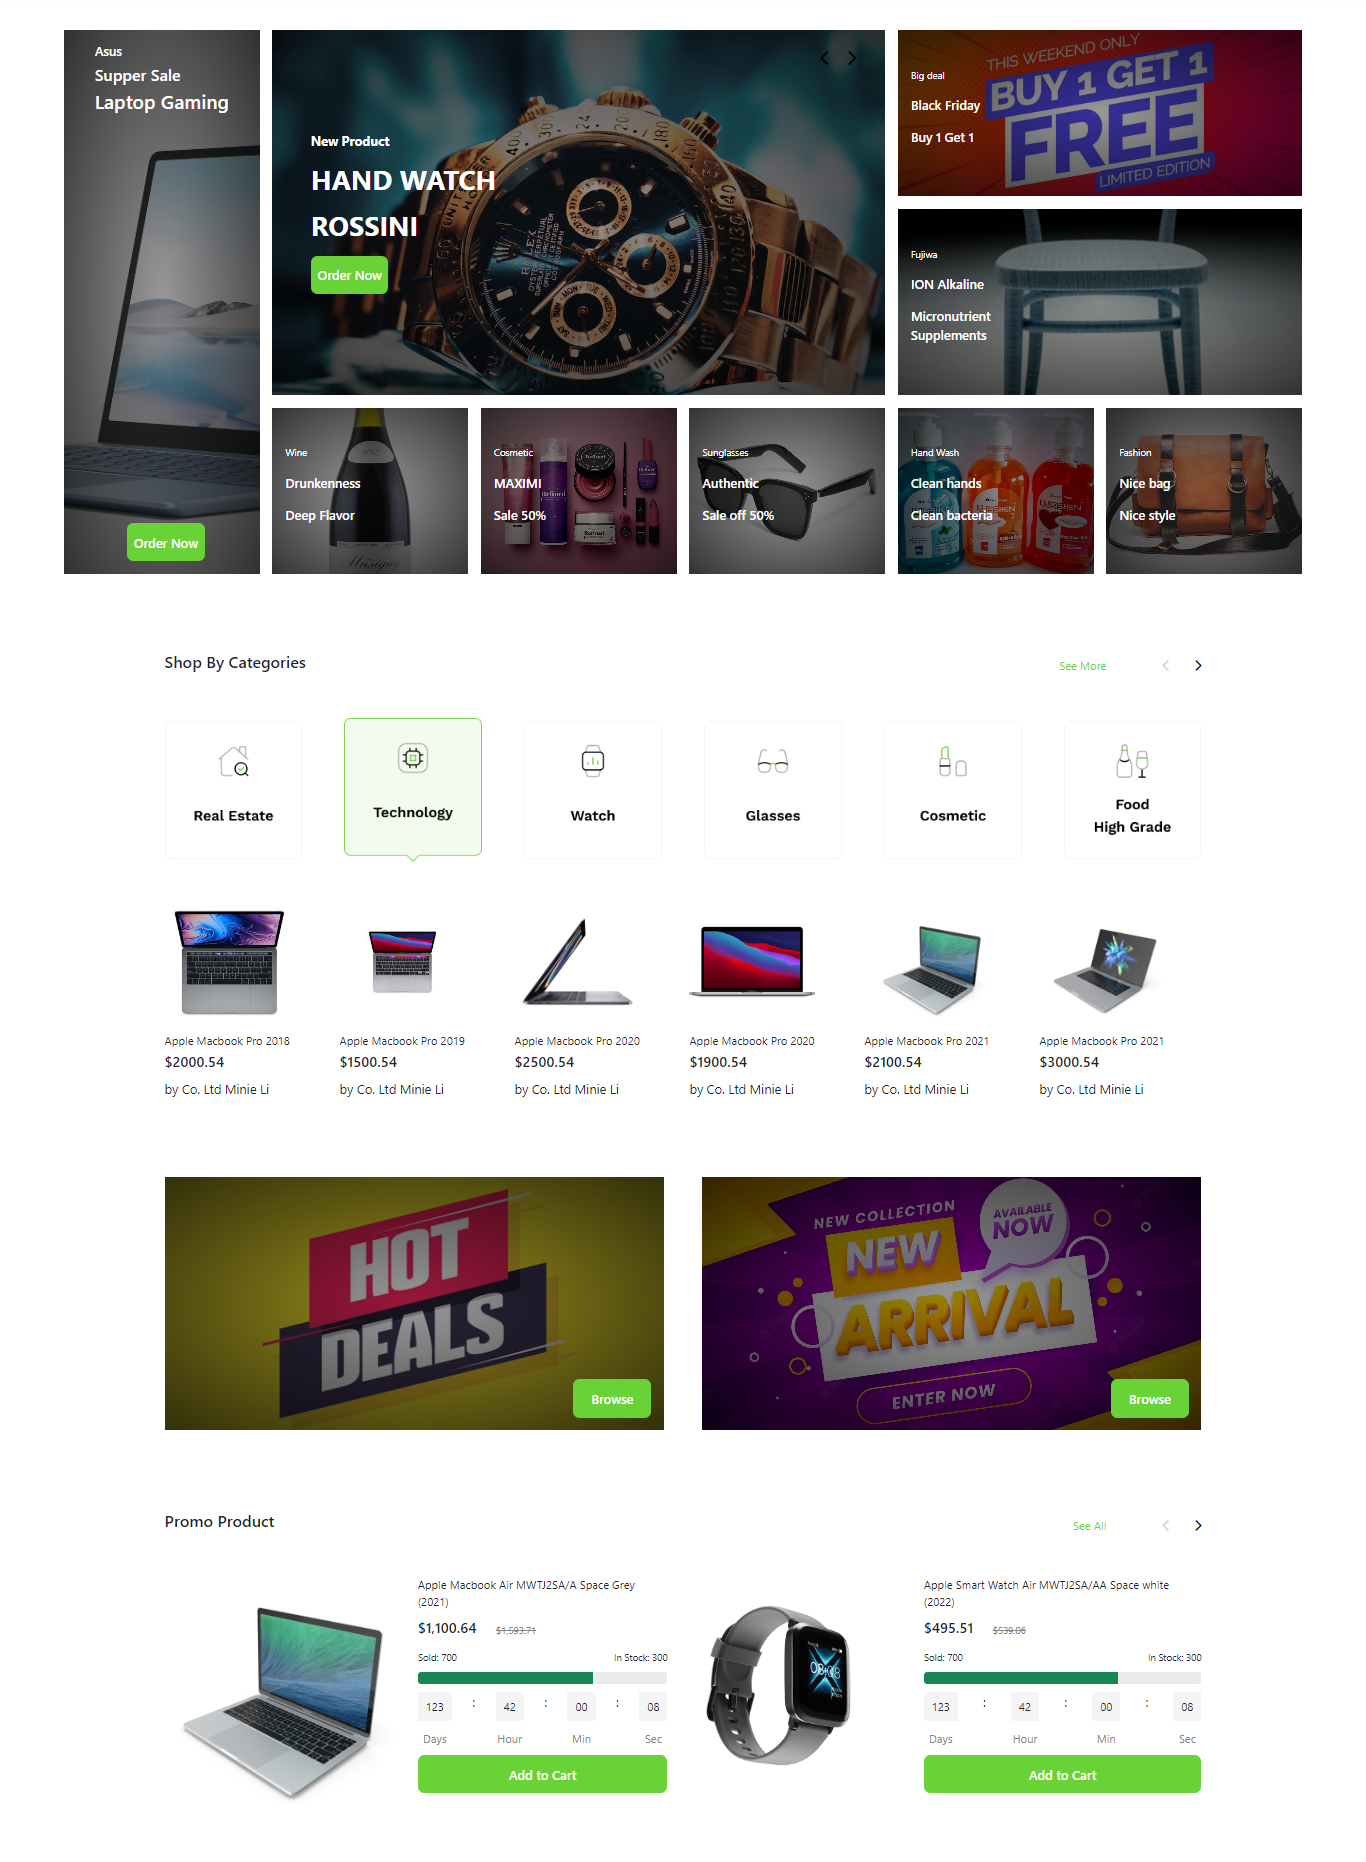 Asus
Supper Sale
Laptop Gaming
Order Now
New Product
HAND WATCH
ROSSINI
Order Now
THIS WEEKEND ONLY
BUY 1 GET 1
FREE
LIMITED EDITION
Big deal
Black Friday
Buy 1 Get 1
Fujiwa
ION Alkaline
Micronutrient
Supplements
Wine
Drunkenness
Deep Flavor
Musigny
Cosmetic
MAXIMI
Sale 50%
Sunglasses
Authentic
Sale off 50%
Hand Wash
Clean hands
Clean bacteria
Fashion
Nice bag
Nice style
Shop By Categories
See More
Real Estate
Technology
Watch
Glasses
Cosmetic
Food
High Grade
Apple Macbook Pro 2018
$2000.54
by Co. Ltd Minie Li
Apple Macbook Pro 2019
$1500.54
by Co. Ltd Minie Li
Apple Macbook Pro 2020
$2500.54
by Co. Ltd Minie Li
Apple Macbook Pro 2020
$1900.54
by Co. Ltd Minie Li
Apple Macbook Pro 2021
$2100.54
by Co. Ltd Minie Li
Apple Macbook Pro 2021
$3000.54
by Co. Ltd Minie Li
HOT
DEALS
Browse
NEW COLLECTION
AVAILABLE
NOW
NEW
ARRIVAL
ENTER NOW
Browse
Promo Product
See All
Apple Macbook Air MWTJ2SA/A Space Grey
(2021)
$1,100.64 $1,593.71
Sold: 700 In Stock: 300
123 : 42 : 00 : 08
Days Hour Min Sec
Add to Cart
08:08
Apple Smart Watch Air MWTJ2SA/AA Space white
(2022)
$495.51 $539.06
Sold: 700 In Stock: 300
123 : 42 : 00 : 08
Days Hour Min Sec
Add to Cart